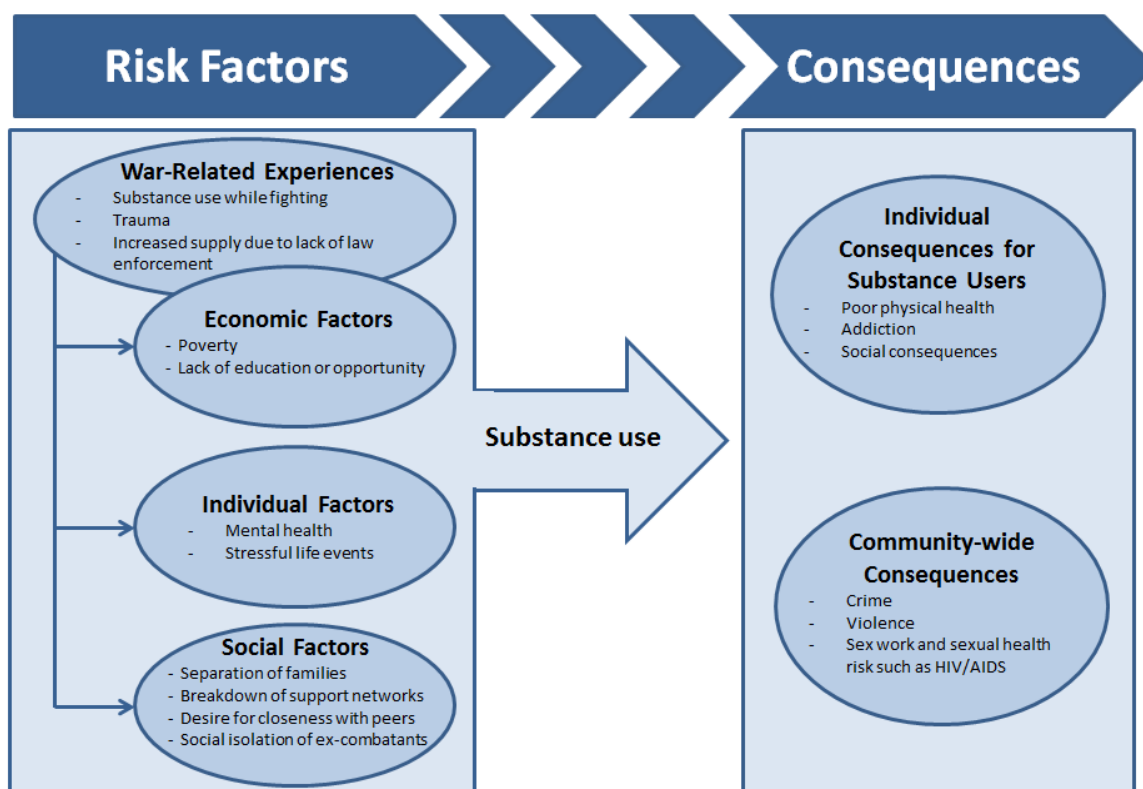 Risk Factors
Consequences
War-Related Experiences
- Substance use while fighting
- Trauma
- Increased supply due to lack of law
enforcement
Economic Factors
- Poverty
- Lack of education or opportunity
Individual Factors
- Mental health
- Stressful life events
Social Factors
- Separation of families
- Breakdown of support networks
- Desire for closeness with peers
- Social isolation of ex-combatants
Substance use
Individual
Consequences for
Substance Users
- Poor physical health
- Addiction
- Social consequences
Community-wide
Consequences
- Crime
- Violence
- Sex work and sexual health
risk such as HIV/AIDS